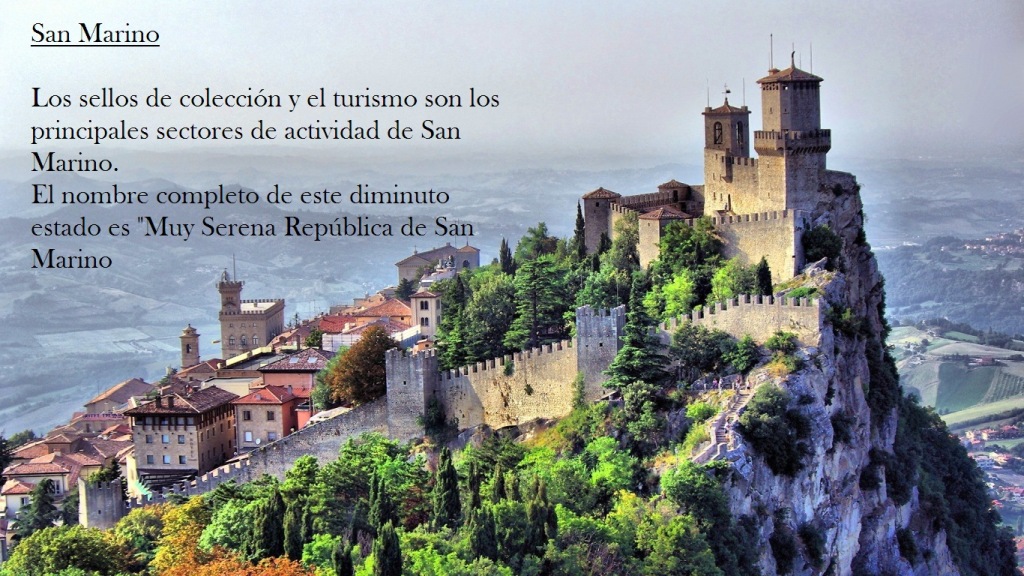 San Marino
Los sellos de colección y el turismo son los
principales sectores de actividad de San
Marino.
El nombre completo de este diminuto
estado es "Muy Serena República de San
Marino